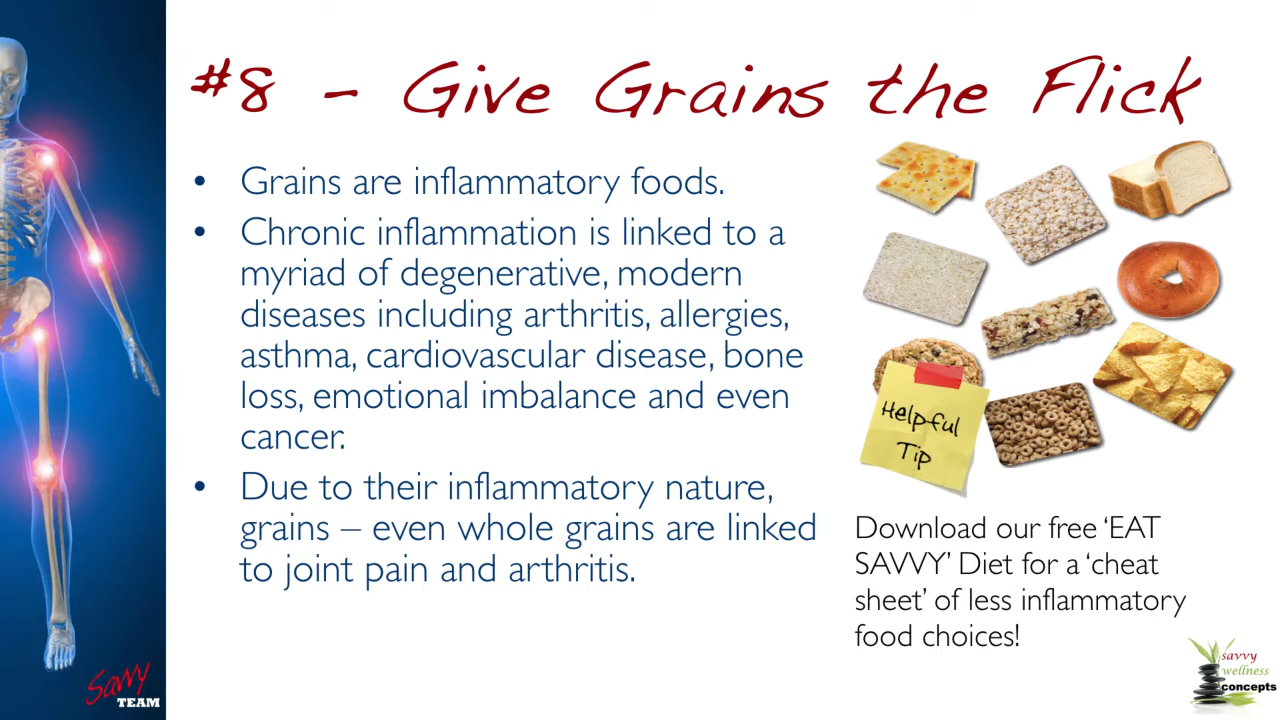 #8 - Give Grains the Flick
• Grains are inflammatory foods.
• Chronic inflammation is linked to a
myriad of degenerative, modern
diseases including arthritis, allergies,
asthma, cardiovascular disease, bone
loss, emotional imbalance and even
cancer.
• Due to their inflammatory nature,
grains – even whole grains are linked
to joint pain and arthritis.
Helpful
Tip
Download our free ‘EAT
SAVVY’ Diet for a ‘cheat
sheet’ of less inflammatory
food choices!
Savvy
TEAM
savvy
wellness
concepts